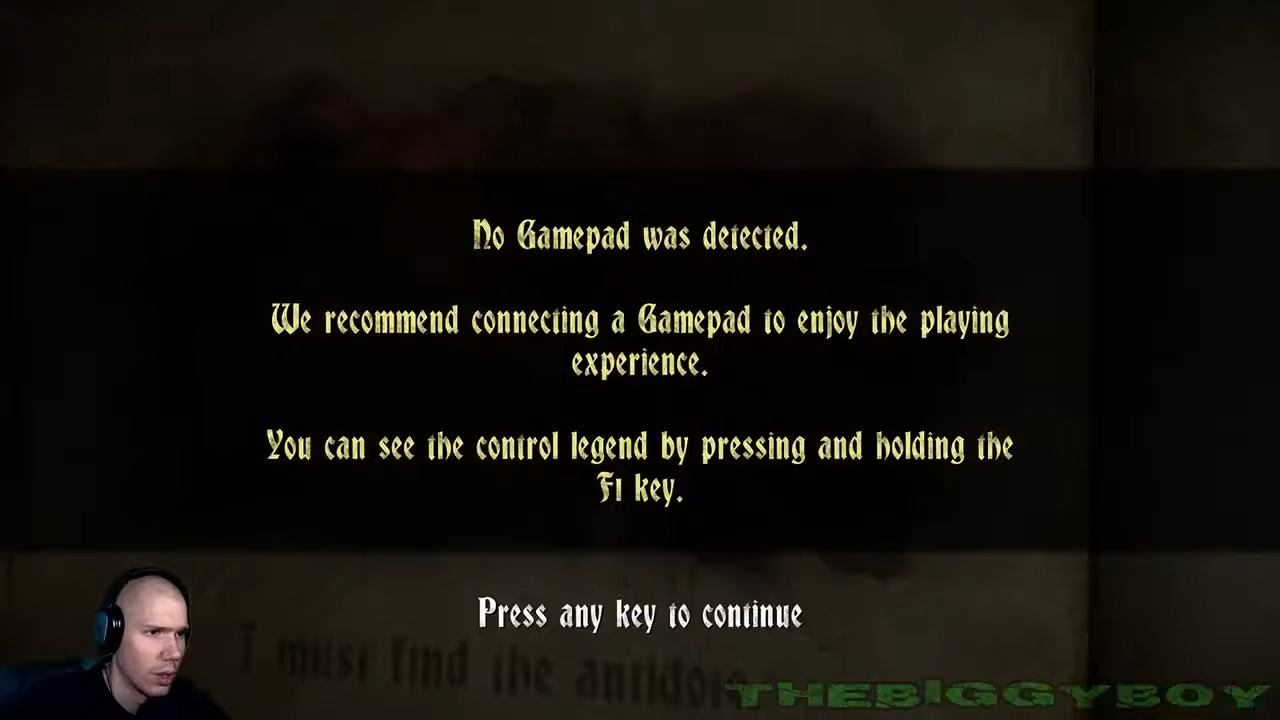 No Gamepad was detected.
We recommend connecting a Gamepad to enjoy the playing
experience.
You can see the control legend by pressing and holding the
F1 key.
Press any key to continue
I must find the antidote
THEBIGGYBOY